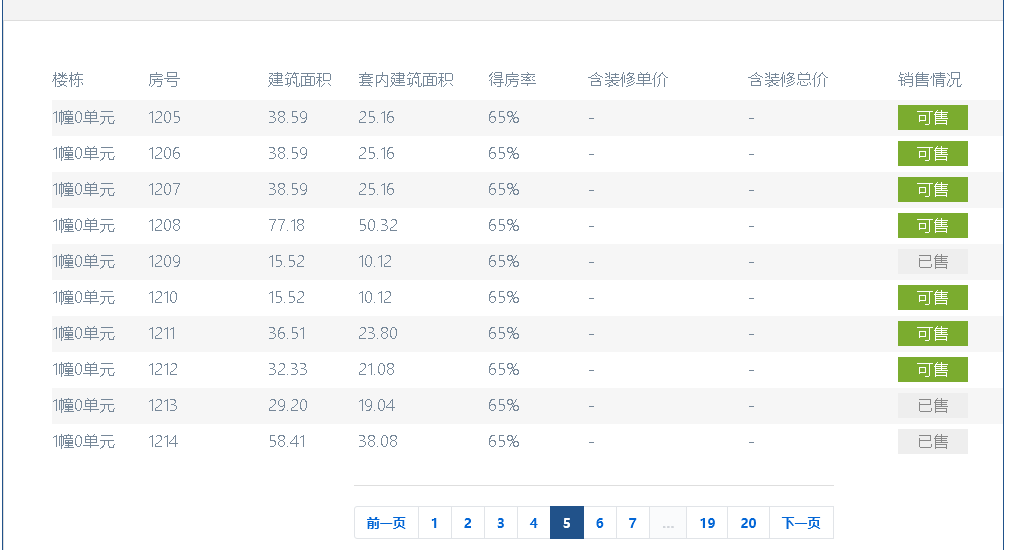 楼栋 房号 建筑面积 套内建筑面积 得房率 含装修单价 含装修总价 销售情况
1幢0单元 1205 38.59 25.16 65% - - 可售
1幢0单元 1206 38.59 25.16 65% - - 可售
1幢0单元 1207 38.59 25.16 65% - - 可售
1幢0单元 1208 77.18 50.32 65% - - 可售
1幢0单元 1209 15.52 10.12 65% - - 已售
1幢0单元 1210 15.52 10.12 65% - - 可售
1幢0单元 1211 36.51 23.80 65% - - 可售
1幢0单元 1212 32.33 21.08 65% - - 可售
1幢0单元 1213 29.20 19.04 65% - - 已售
1幢0单元 1214 58.41 38.08 65% - - 已售
前一页 1 2 3 4 5 6 7 ... 19 20 下一页